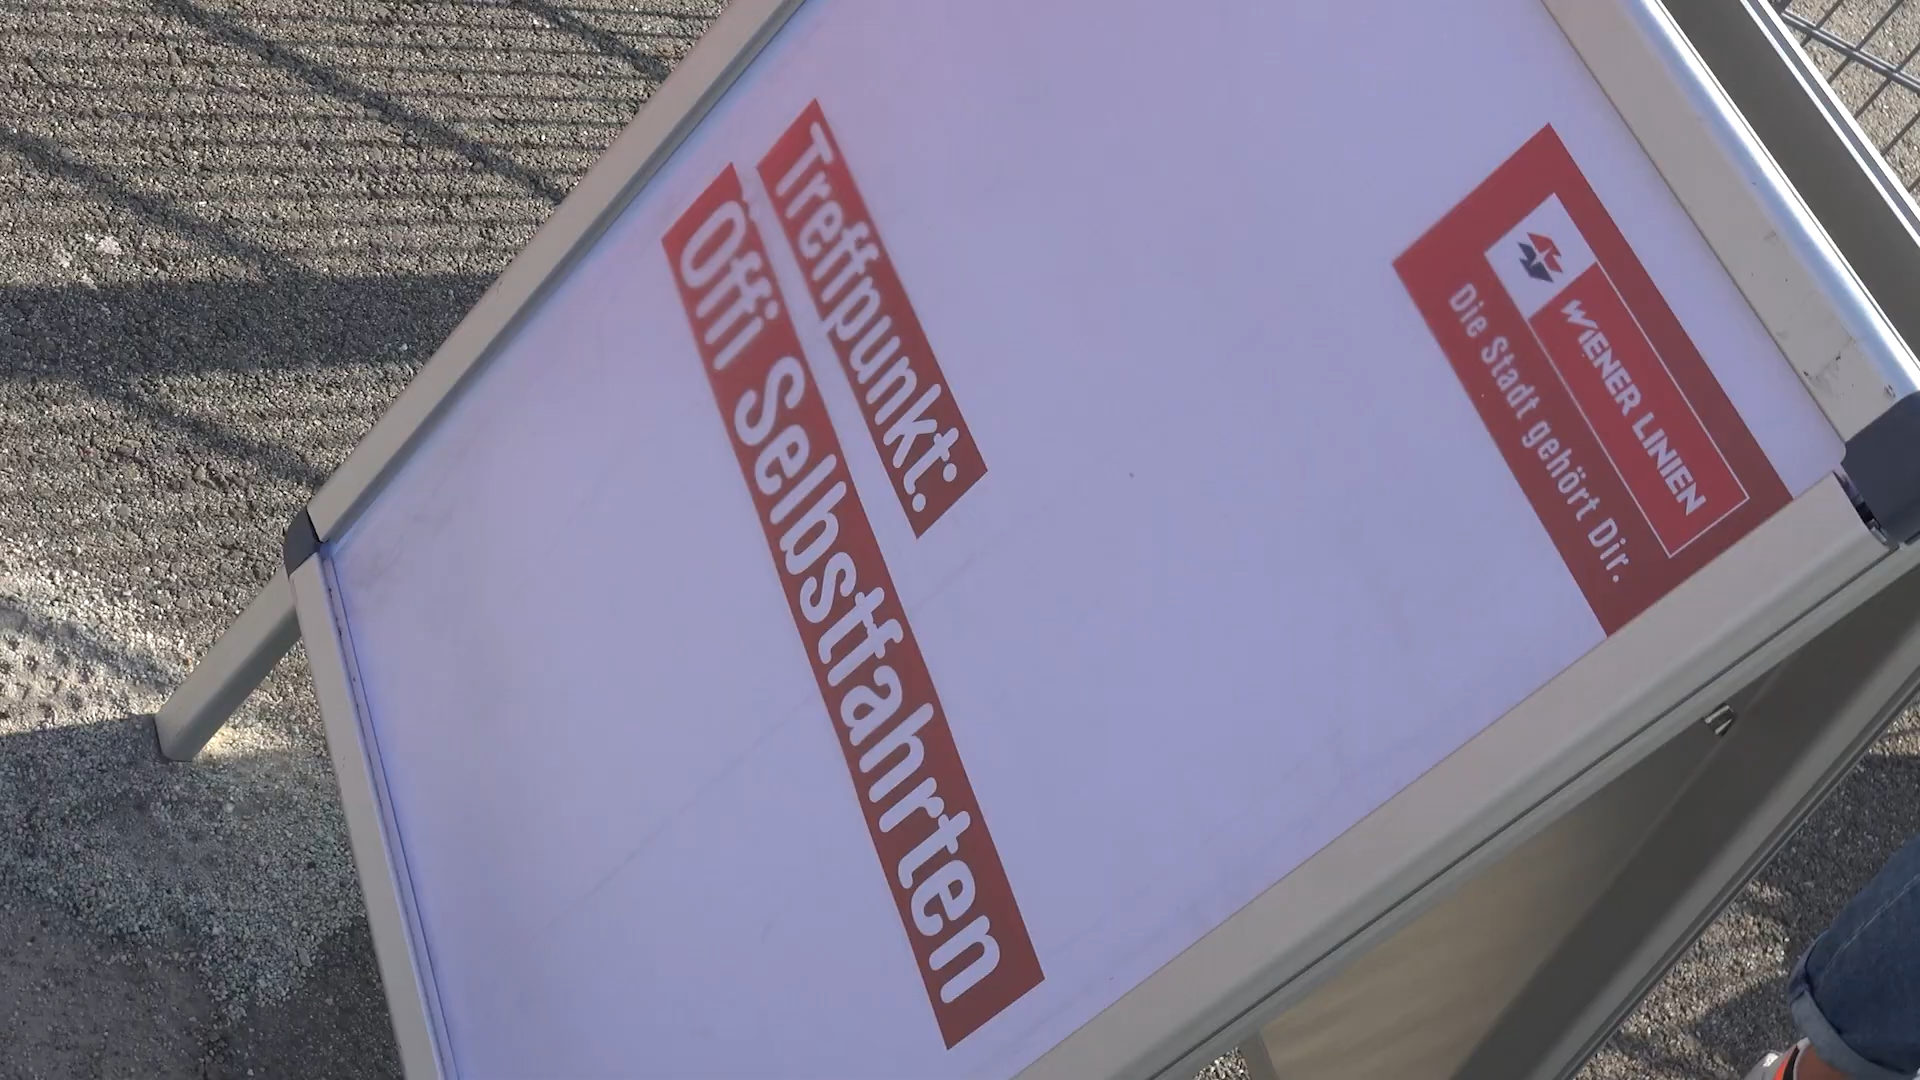 WIENER LINIEN
Die Stadt gehört Dir.
Treffpunkt:
Öffi Selbstfahrten